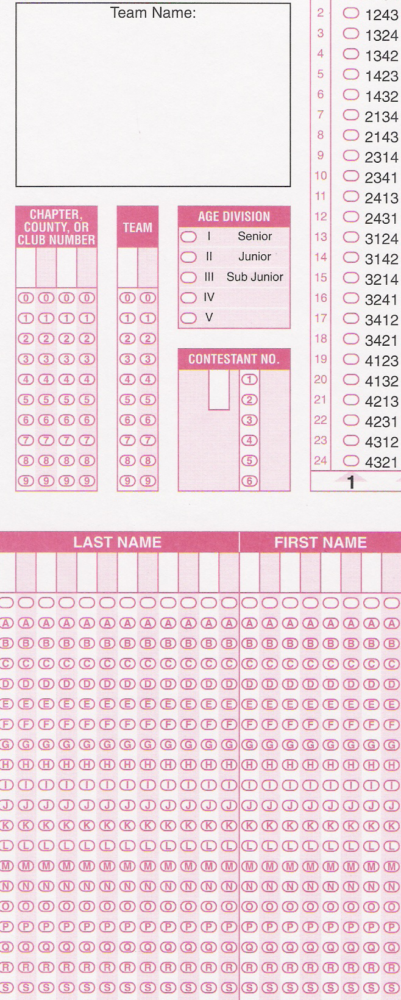 Team Name:
CHAPTER,
COUNTY, OR
CLUB NUMBER
0 0 0 0
1 1 1 1
2 2 2 2
3 3 3 3
4 4 4 4
5 5 5 5
6 6 6 6
7 7 7 7
8 8 8 8
9 9 9 9
TEAM
0 0
1 1
2 2
3 3
4 4
5 5
6 6
7 7
8 8
9 9
AGE DIVISION
I Senior
II Junior
III Sub Junior
IV
V
CONTESTANT NO.
1
2
3
4
5
6
2 1243
3 1324
4 1342
5 1423
6 1432
7 2134
8 2143
9 2314
10 2341
11 2413
12 2431
13 3124
14 3142
15 3214
16 3241
17 3412
18 3421
19 4123
20 4132
21 4213
22 4231
23 4312
24 4321
1
LAST NAME FIRST NAME
A A A A A A A A A A A A A A A A A A A A
B B B B B B B B B B B B B B B B B B B B
C C C C C C C C C C C C C C C C C C C C
D D D D D D D D D D D D D D D D D D D D
E E E E E E E E E E E E E E E E E E E E
F F F F F F F F F F F F F F F F F F F F
G G G G G G G G G G G G G G G G G G G G
H H H H H H H H H H H H H H H H H H H H
I I I I I I I I I I I I I I I I I I I I
J J J J J J J J J J J J J J J J J J J J
K K K K K K K K K K K K K K K K K K K K
L L L L L L L L L L L L L L L L L L L L
M M M M M M M M M M M M M M M M M M M M
N N N N N N N N N N N N N N N N N N N N
O O O O O O O O O O O O O O O O O O O O
P P P P P P P P P P P P P P P P P P P P
Q Q Q Q Q Q Q Q Q Q Q Q Q Q Q Q Q Q Q Q
R R R R R R R R R R R R R R R R R R R R
S S S S S S S S S S S S S S S S S S S S